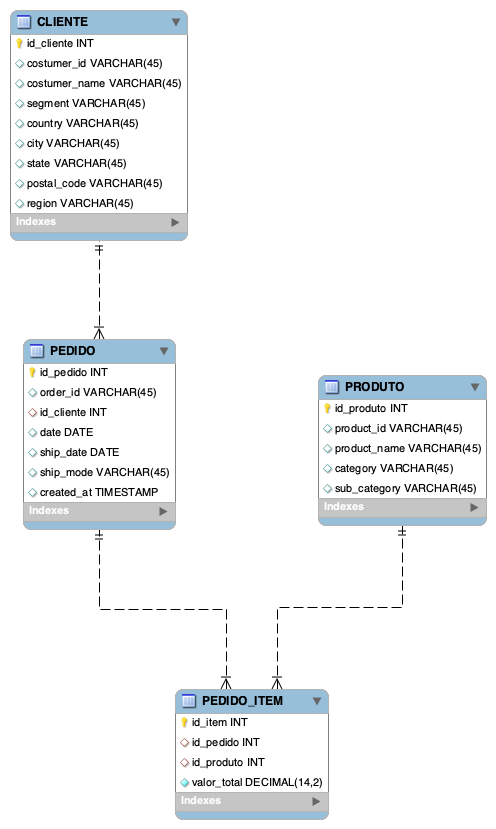 CLIENTE
id_cliente INT
costumer_id VARCHAR(45)
costumer_name VARCHAR(45)
segment VARCHAR(45)
country VARCHAR(45)
city VARCHAR(45)
state VARCHAR(45)
postal_code VARCHAR(45)
region VARCHAR(45)
Indexes
PEDIDO
id_pedido INT
order_id VARCHAR(45)
id_cliente INT
date DATE
ship_date DATE
ship_mode VARCHAR(45)
created_at TIMESTAMP
Indexes
PRODUTO
id_produto INT
product_id VARCHAR(45)
product_name VARCHAR(45)
category VARCHAR(45)
sub_category VARCHAR(45)
Indexes
PEDIDO_ITEM
id_item INT
id_pedido INT
id_produto INT
valor_total DECIMAL(14,2)
Indexes